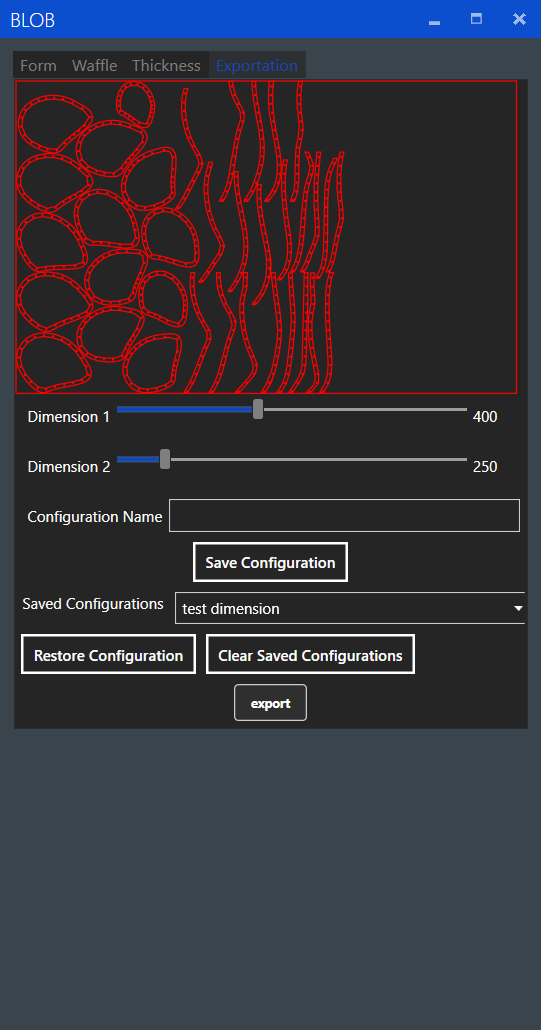 BLOB
Form Waffle Thickness Exportation
Dimension 1 400
Dimension 2 250
Configuration Name
Save Configuration
Saved Configurations test dimension
Restore Configuration Clear Saved Configurations
export